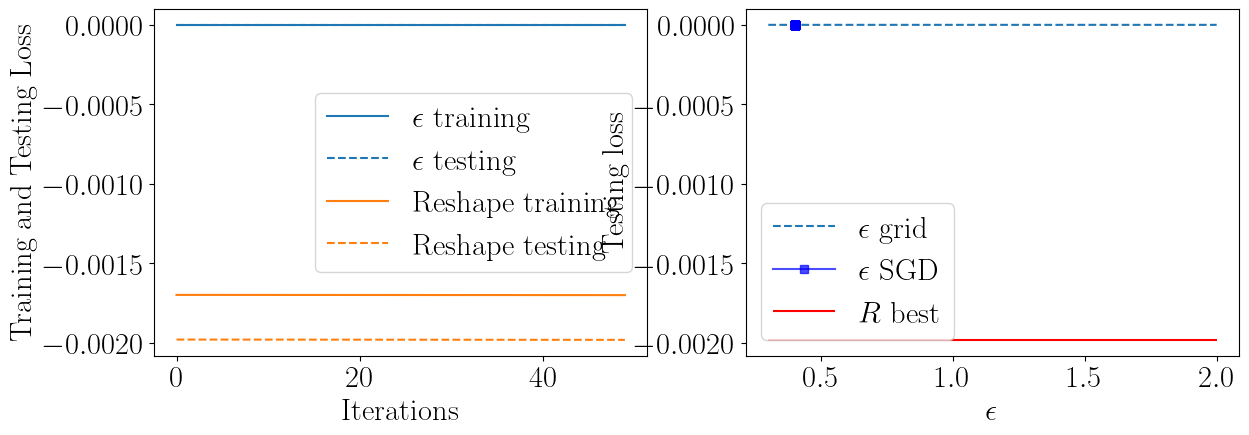 Training and Testing Loss
0.0000
−0.0005
−0.0010
−0.0015
−0.0020
0 20 40
Iterations
ϵ training
ϵ testing
Reshape training
Reshape testing
Testing loss
0.0000
−0.0005
−0.0010
−0.0015
−0.0020
0.5 1.0 1.5 2.0
ϵ
ϵ grid
ϵ SGD
R best